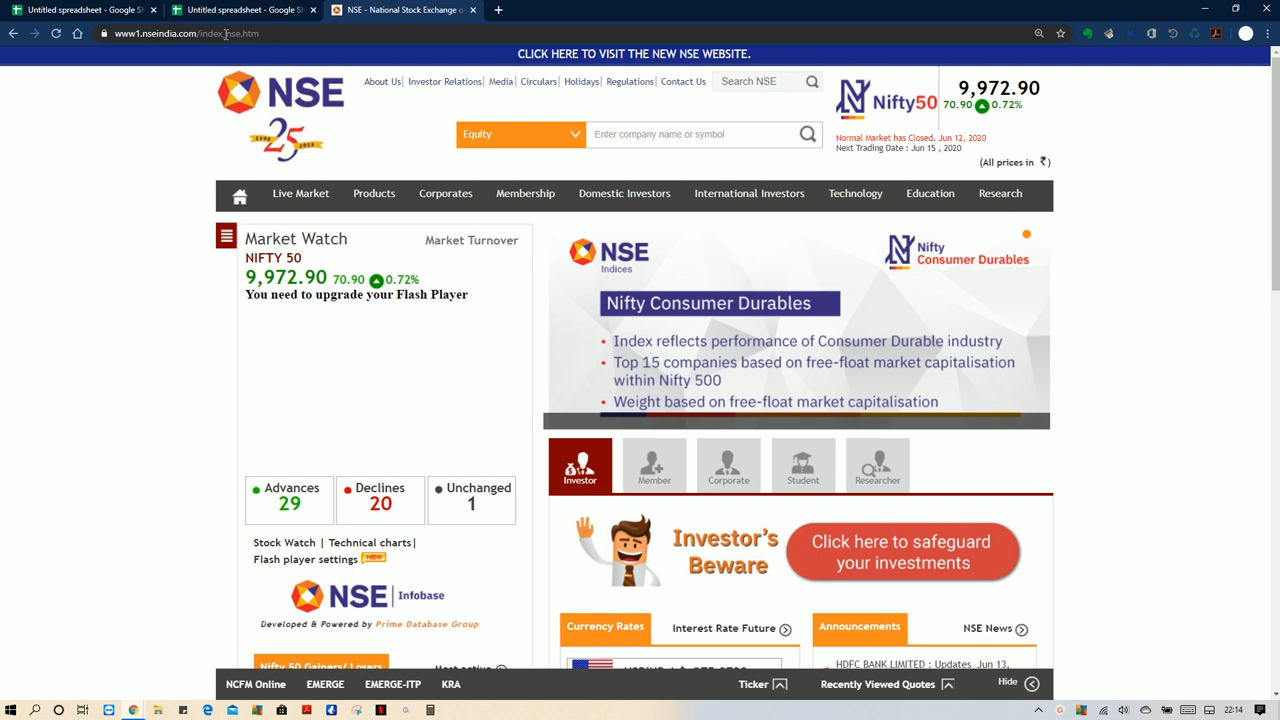 Untitled spreadsheet - Google Sh
Untitled spreadsheet - Google Sh
NSE - National Stock Exchange o
www1.nseindia.com/index_nse.htm
CLICK HERE TO VISIT THE NEW NSE WEBSITE.
NSE
25
About Us| Investor Relations| Media| Circulars| Holidays| Regulations| Contact Us
Search NSE
Equity
Enter company name or symbol
Nifty50
9,972.90
70.90 0.72%
Normal Market has Closed. Jun 12, 2020
Next Trading Date : Jun 15 , 2020
(All prices in ₹)
Live Market Products Corporates Membership Domestic Investors International Investors Technology Education Research
Market Watch
Market Turnover
NIFTY 50
9,972.90 70.90 0.72%
You need to upgrade your Flash Player
Advances
29
Declines
20
Unchanged
1
Stock Watch | Technical charts|
Flash player settings NEW
NSE | Infobase
Developed & Powered by Prime Database Group
Nifty 50 Gainers/ Losers
Most active
NSE
Indices
Nifty
Consumer Durables
Nifty Consumer Durables
• Index reflects performance of Consumer Durable industry
• Top 15 companies based on free-float market capitalisation
within Nifty 500
• Weight based on free-float market capitalisation
Investor
Member
Corporate
Student
Researcher
Investor's
Beware
Click here to safeguard
your investments
Currency Rates
Interest Rate Future
Announcements
NSE News
HDFC BANK LIMITED : Updates Jun 13,
NCFM Online EMERGE EMERGE-ITP KRA
Ticker
Recently Viewed Quotes
Hide
22:14